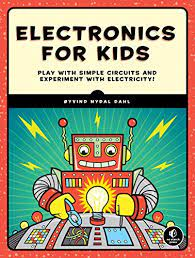 ELECTRONICS
FOR KIDS
PLAY WITH SIMPLE CIRCUITS AND
EXPERIMENT WITH ELECTRICITY!
ØYVIND NYDAL DAHL